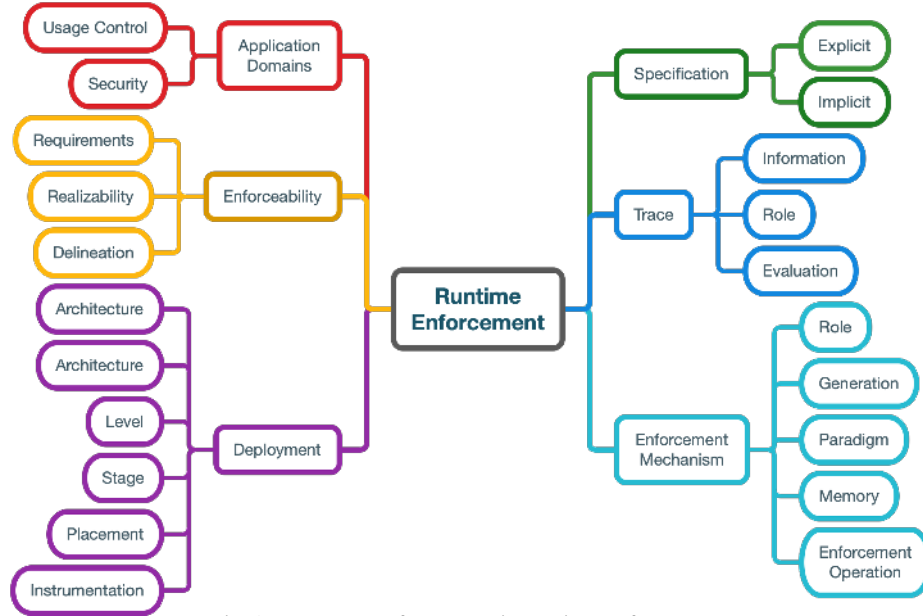 Usage Control
Security
Application
Domains
Requirements
Realizability
Delineation
Enforceability
Architecture
Architecture
Level
Stage
Placement
Instrumentation
Deployment
Runtime
Enforcement
Specification
Explicit
Implicit
Trace
Information
Role
Evaluation
Enforcement
Mechanism
Role
Generation
Paradigm
Memory
Enforcement
Operation